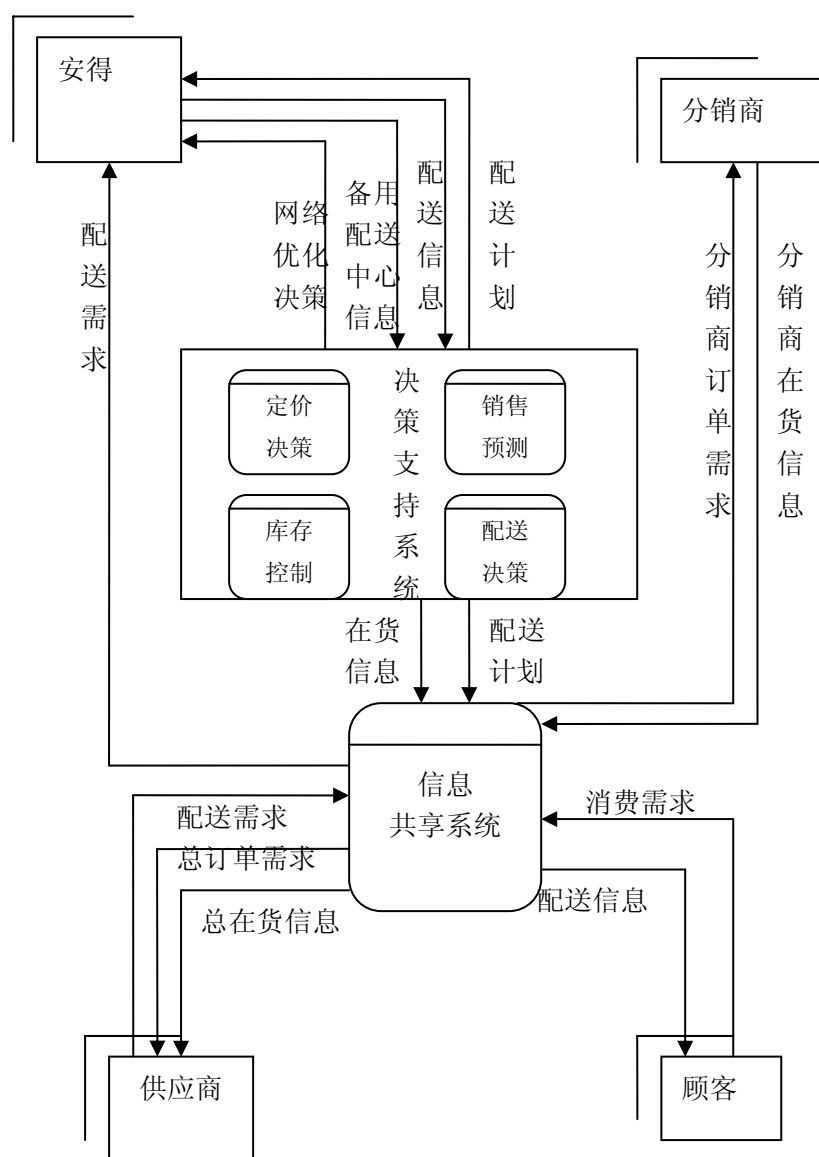 安得
分销商
配送需求
网络
优化
决策
备用
配送
中心
信息
配送信息
配送计划
分销商订单需求
分销商在货信息
定价
决策
决策支持系统
销售
预测
库存
控制
配送
决策
在货
信息
配送
计划
信息
共享系统
配送需求
总订单需求
总在货信息
消费需求
配送信息
供应商
顾客